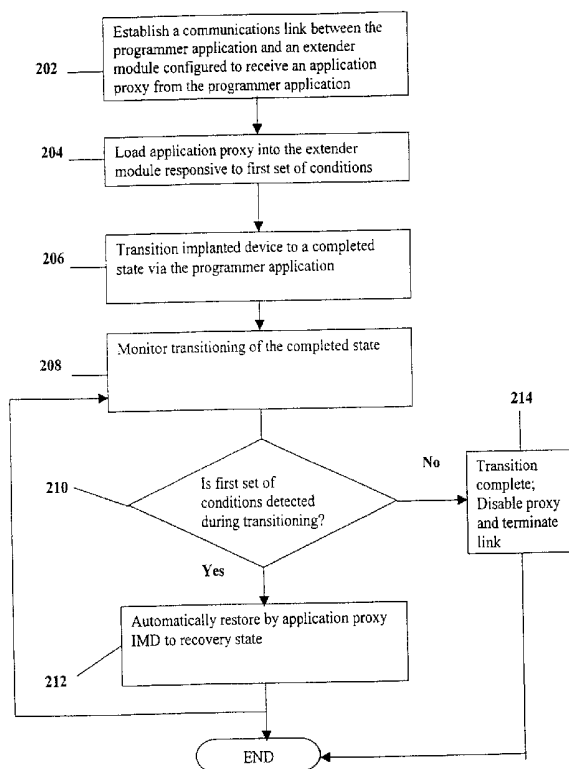 Establish a communications link between the
programmer application and an extender
module configured to receive an application
proxy from the programmer application
202
204
Load application proxy into the extender
module responsive to first set of conditions
206
Transition implanted device to a completed
state via the programmer application
208
Monitor transitioning of the completed state
214
210
Is first set of
conditions detected
during transitioning?
No
Transition
complete;
Disable proxy
and terminate
link
Yes
Automatically restore by application proxy
IMD to recovery state
212
END